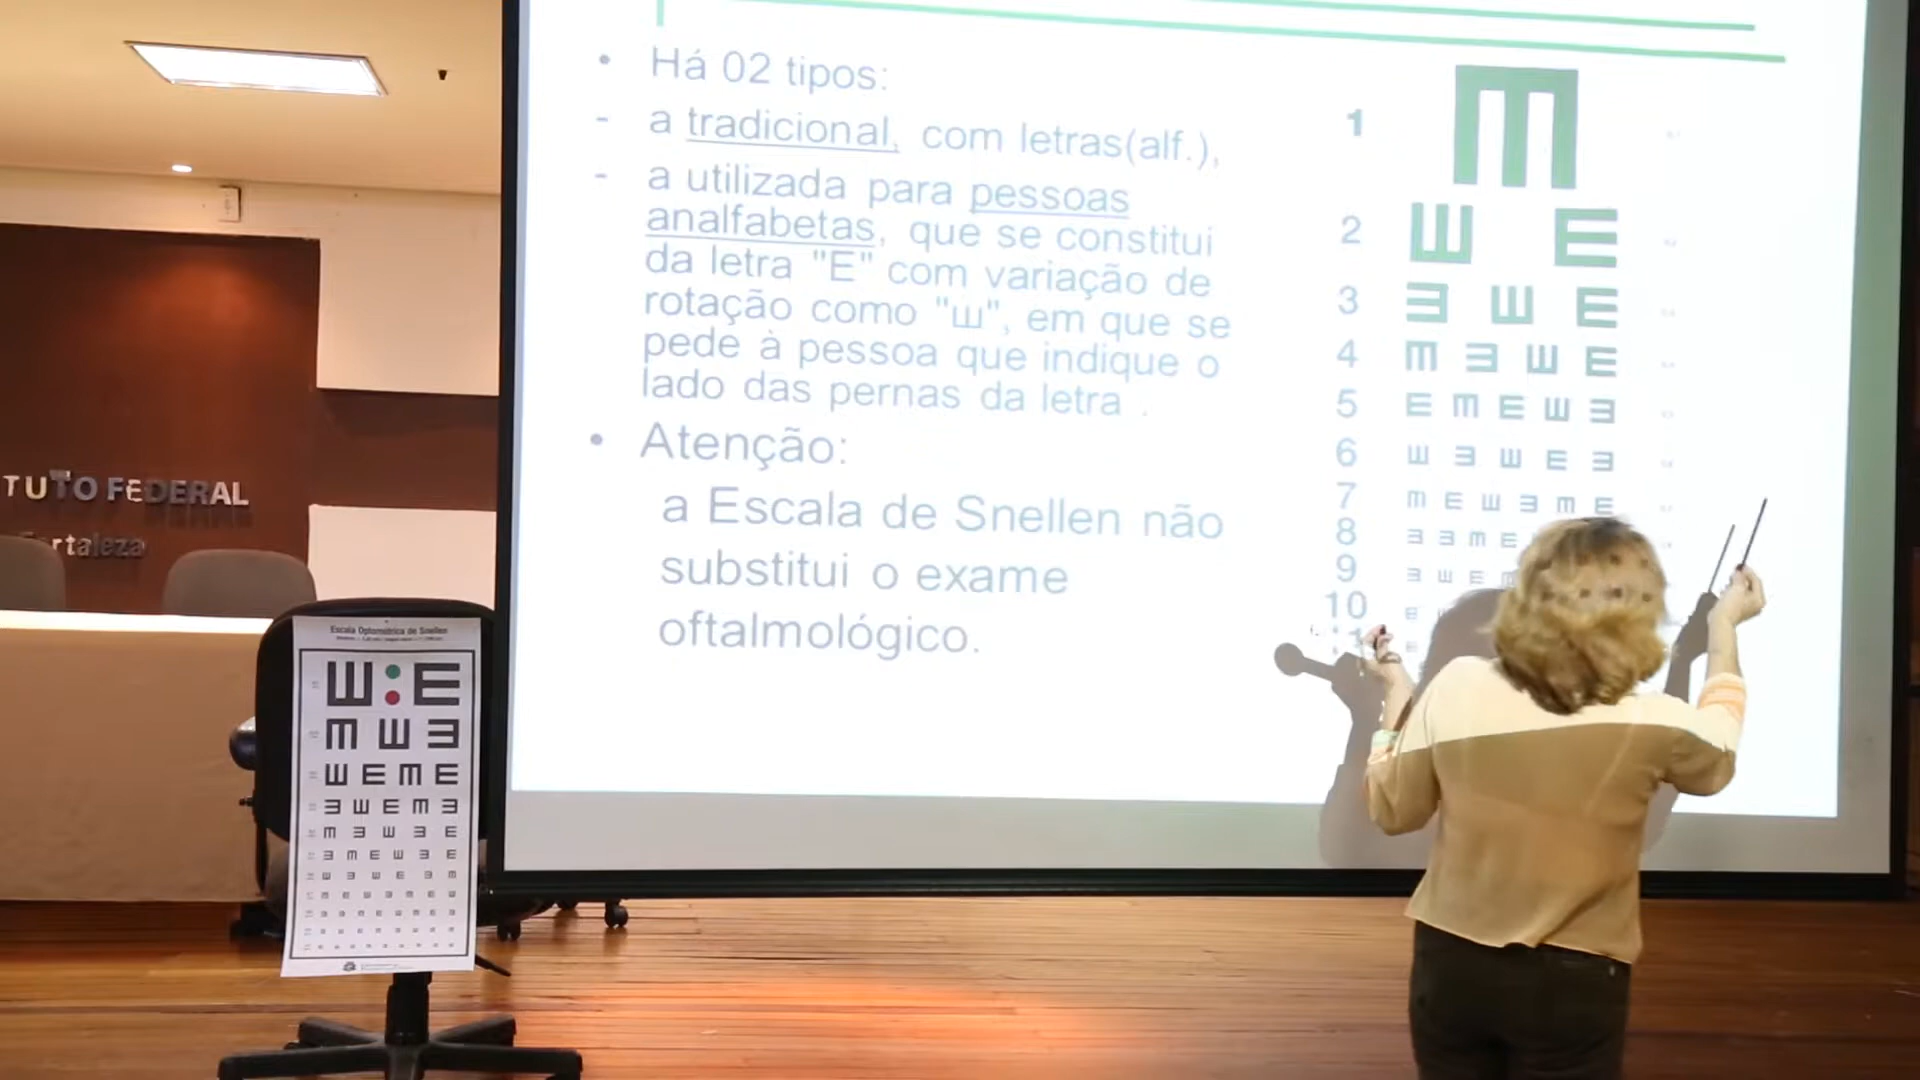 Há 02 tipos:
- a tradicional, com letras(alf.),
- a utilizada para pessoas
analfabetas, que se constitui
da letra "E" com variação de
rotação como "ш", em que se
pede à pessoa que indique o
lado das pernas da letra .
Atenção:
a Escala de Snellen não
substitui o exame
oftalmológico.
1
2 E
3 E
4 E
5 E E
6 E
7 E E
8 E
9 E
10 E
TUTO FEDERAL
Fortaleza
Escala Optométrica de Snellen